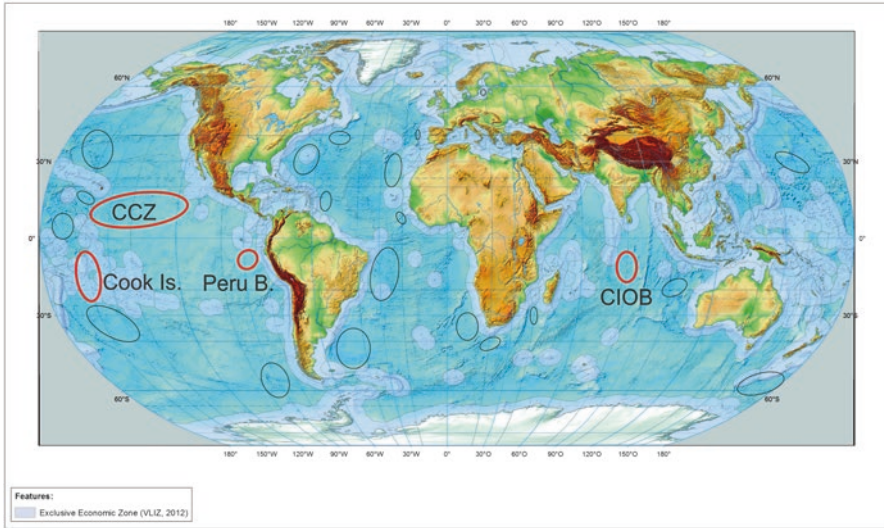 180° 150°W 120°W 90°W 60°W 30°W 0° 30°O 60°O 90°O 120°O 150°O 180°
60°N 60°N
30°N 30°N
CCZ
0° 0°
Cook Is. Peru B. CIOB
30°S 30°S
60°S 60°S
180° 150°W 120°W 90°W 60°W 30°W 0° 30°O 60°O 90°O 120°O 150°O 180°
Features:
Exclusive Economic Zone (VLIZ, 2012)